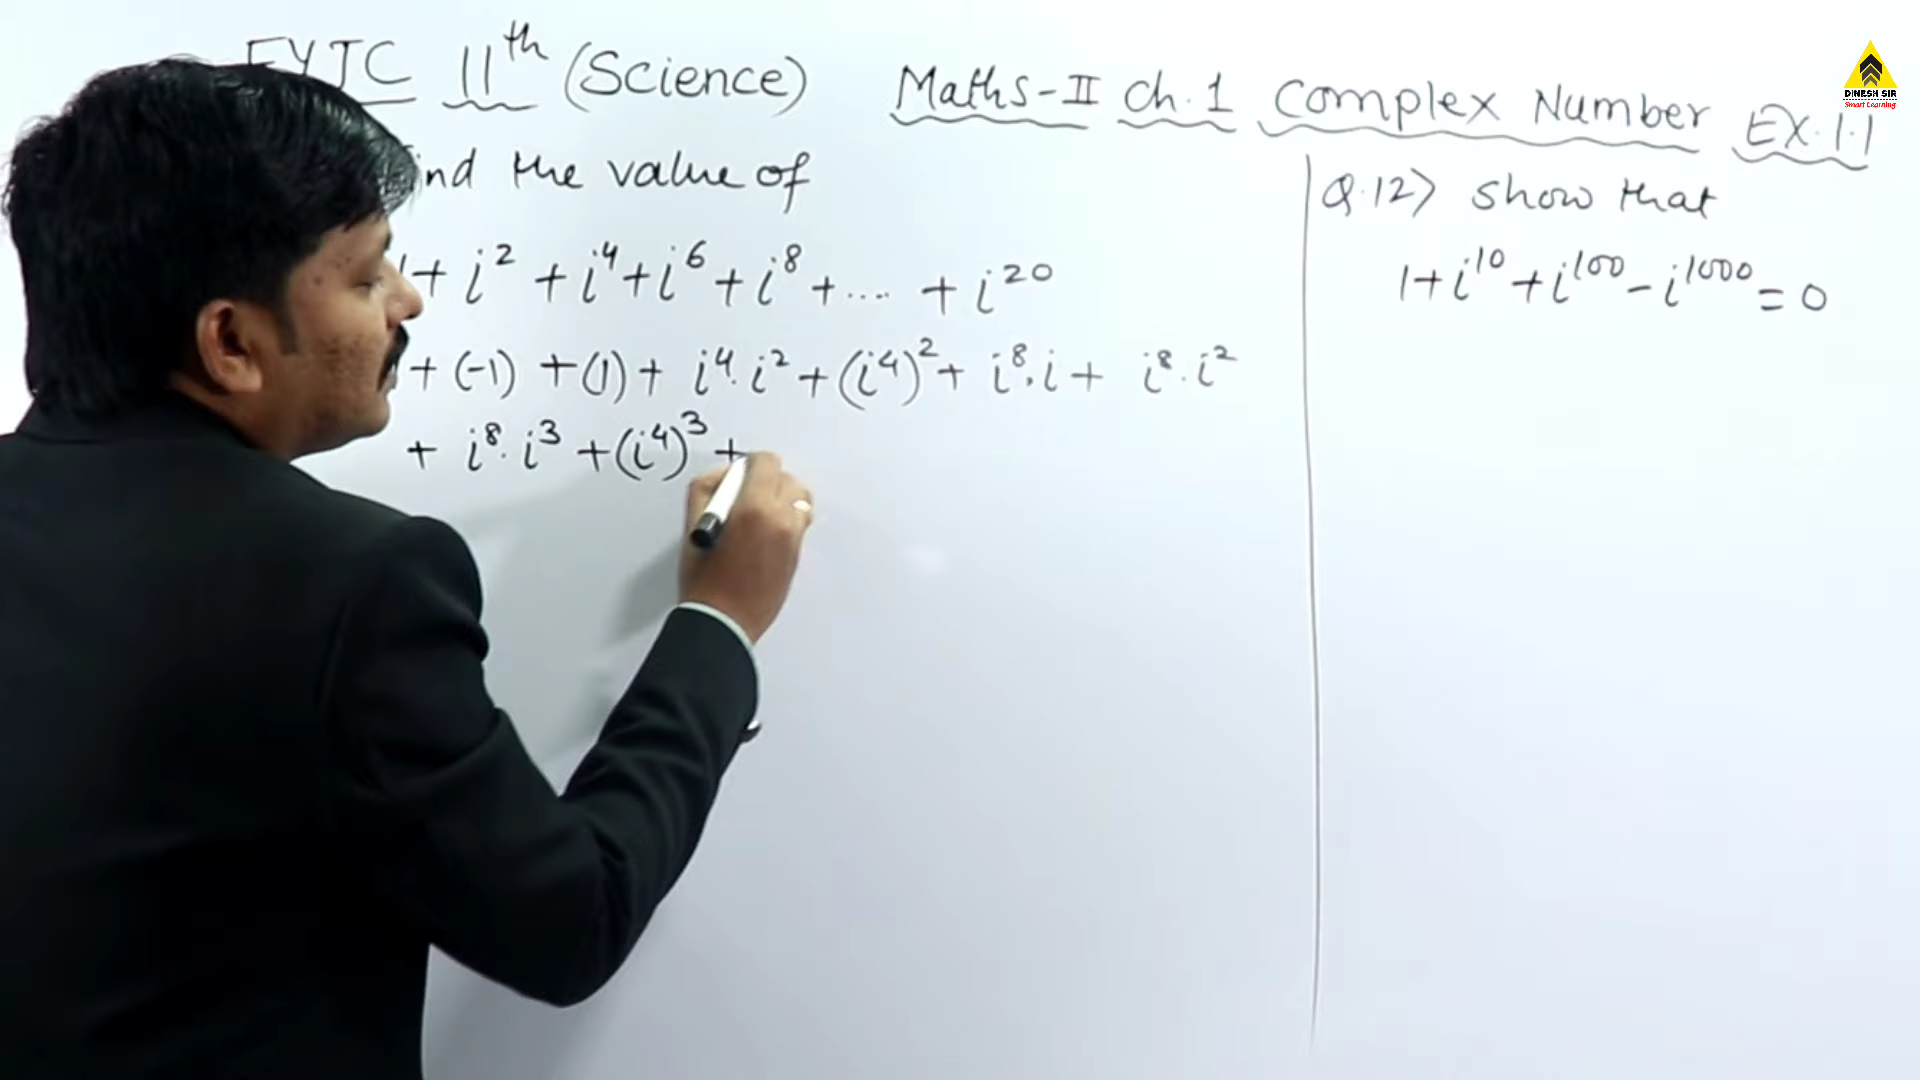 FYJC 11th (Science) Maths-II Ch.1 Complex Number EX.1.1
ind the value of
1 + i² + i⁴ + i⁶ + i⁸ + .... + i²⁰
+ (-1) + (1) + i⁴. i² + (i⁴)² + i⁸. i + i⁸. i²
+ i⁸. i³ + (i⁴)³ +
Q.12> show that
1 + i¹⁰ + i¹⁰⁰ - i¹⁰⁰⁰ = 0
DINESH SIR
Smart Learning